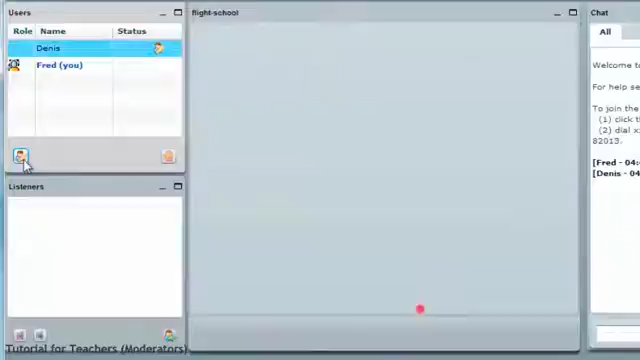 Users
Role Name Status
Denis
Fred (you)
Listeners
flight-school
Chat
All
Welcome to
For help se
To join the
(1) click t
(2) dial x
82013.
[Fred - 04:
[Denis - 04
Tutorial for Teachers (Moderators)